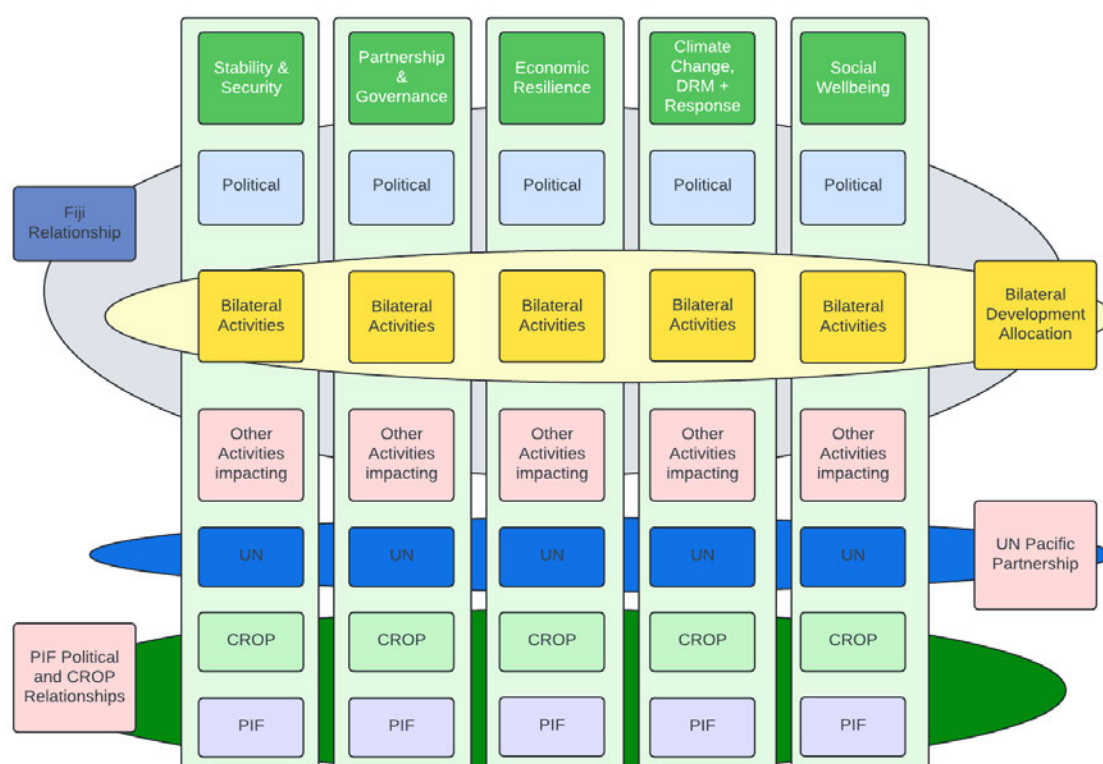 Stability &
Security
Partnership
&
Governance
Economic
Resilience
Climate
Change,
DRM +
Response
Social
Wellbeing
Political
Political
Political
Political
Political
Fiji
Relationship
Bilateral
Activities
Bilateral
Activities
Bilateral
Activities
Bilateral
Activities
Bilateral
Activities
Bilateral
Development
Allocation
Other
Activities
impacting
Other
Activities
impacting
Other
Activities
impacting
Other
Activities
impacting
Other
Activities
impacting
UN
UN
UN
UN
UN
UN Pacific
Partnership
CROP
CROP
CROP
CROP
CROP
PIF Political
and CROP
Relationships
PIF
PIF
PIF
PIF
PIF